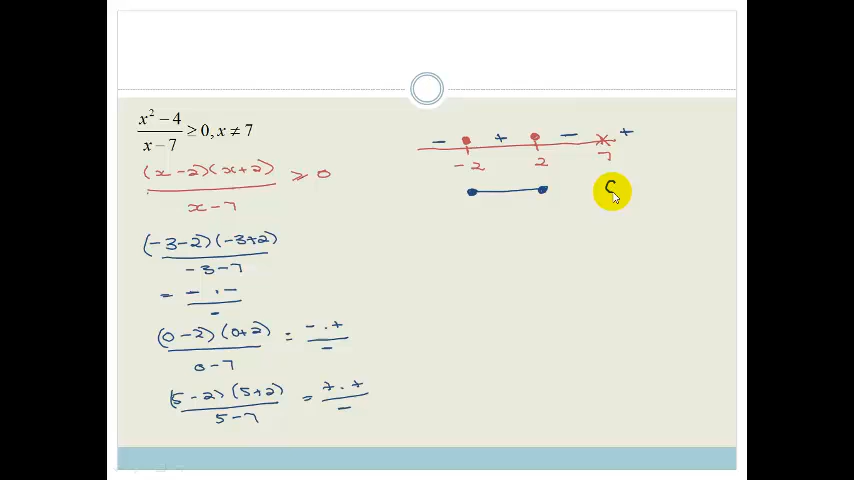 x² − 4 / x − 7 ≥ 0, x ≠ 7
(x − 2)(x + 2) / x − 7 ≥ 0
(−3 − 2)(−3 + 2) / −3 − 7
= − . − / −
(0 − 2)(0 + 2) / 0 − 7 = − . + / −
(5 − 2)(5 + 2) / 5 − 7 = + . + / −
− + − +
−2 2 7